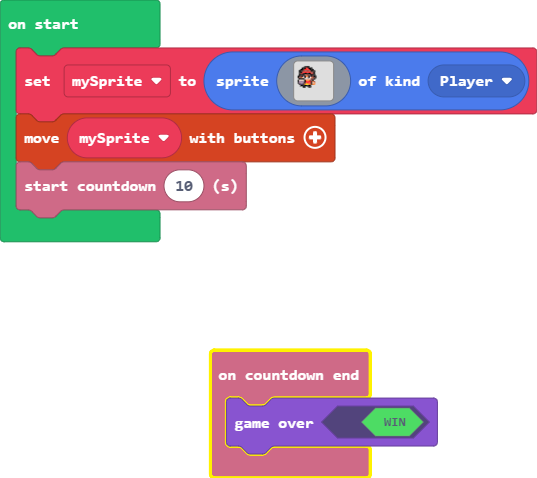 on start
set mySprite to sprite of kind Player
move mySprite with buttons
start countdown 10 (s)
on countdown end
game over WIN